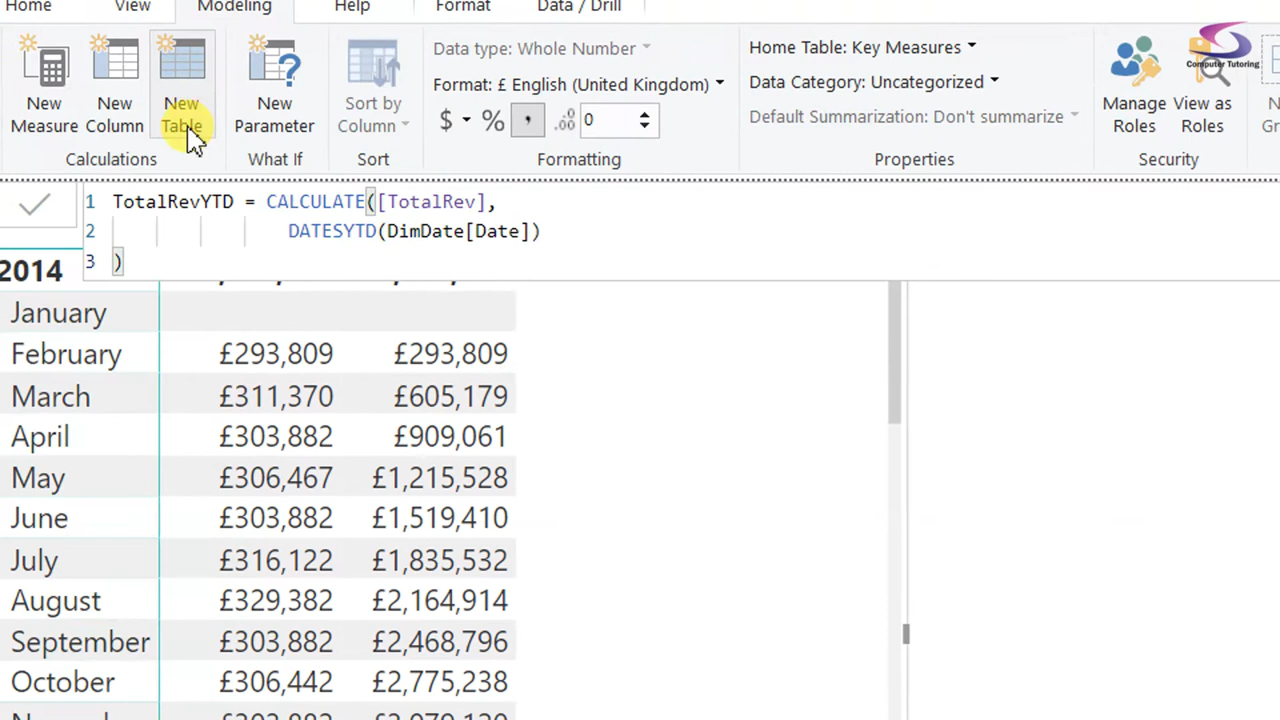 Home View Modeling Help Format Data / Drill
New Measure
New Column
New Table
New Parameter
Sort by Column
Data type: Whole Number
Format: £ English (United Kingdom)
$ % , .00 0
Home Table: Key Measures
Data Category: Uncategorized
Default Summarization: Don't summarize
Manage Roles
View as Roles
Computer Tutoring
Calculations What If Sort Formatting Properties Security
1 TotalRevYTD = CALCULATE([TotalRev],
2 DATESYTD(DimDate[Date])
3 )
2014
January
February £293,809 £293,809
March £311,370 £605,179
April £303,882 £909,061
May £306,467 £1,215,528
June £303,882 £1,519,410
July £316,122 £1,835,532
August £329,382 £2,164,914
September £303,882 £2,468,796
October £306,442 £2,775,238